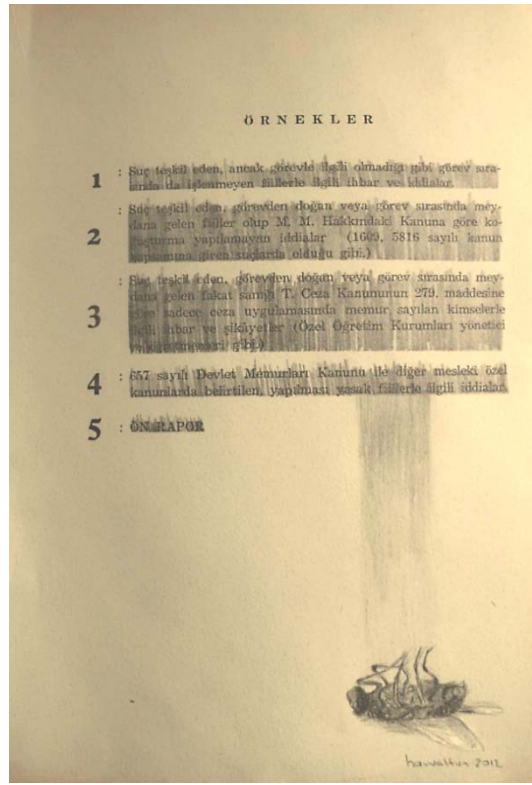 ÖRNEKLER
1 : Suç teşkil eden, ancak görevle ilgili olmadığı gibi görev sıra-
sında da işlenmeyen fiillerle ilgili ihbar ve iddialar.
2 : Suç teşkil eden, görevden doğan veya görev sırasında mey-
dana gelen fiiller olup M. M. Hakkındaki Kanuna göre ko-
ğuşturma yapılamayan iddialar (1609, 5816 sayılı kanun
kapsamına giren suçlarda olduğu gibi.)
3 : Suç teşkil eden, görevden doğan veya görev sırasında mey-
dana gelen fakat sanığı T. Ceza Kanununun 279. maddesine
göre sadece ceza uygulamasında memur sayılan kimselerle
ilgili ihbar ve şikâyetler (Özel Öğretim Kurumları yönetici
gibi.)
4 : 657 sayılı Devlet Memurları Kanunu ile diğer mesleki özel
kanunlarda belirtilen, yapılması yasak fiillerle ilgili iddialar.
5 : ÖN RAPOR
2012